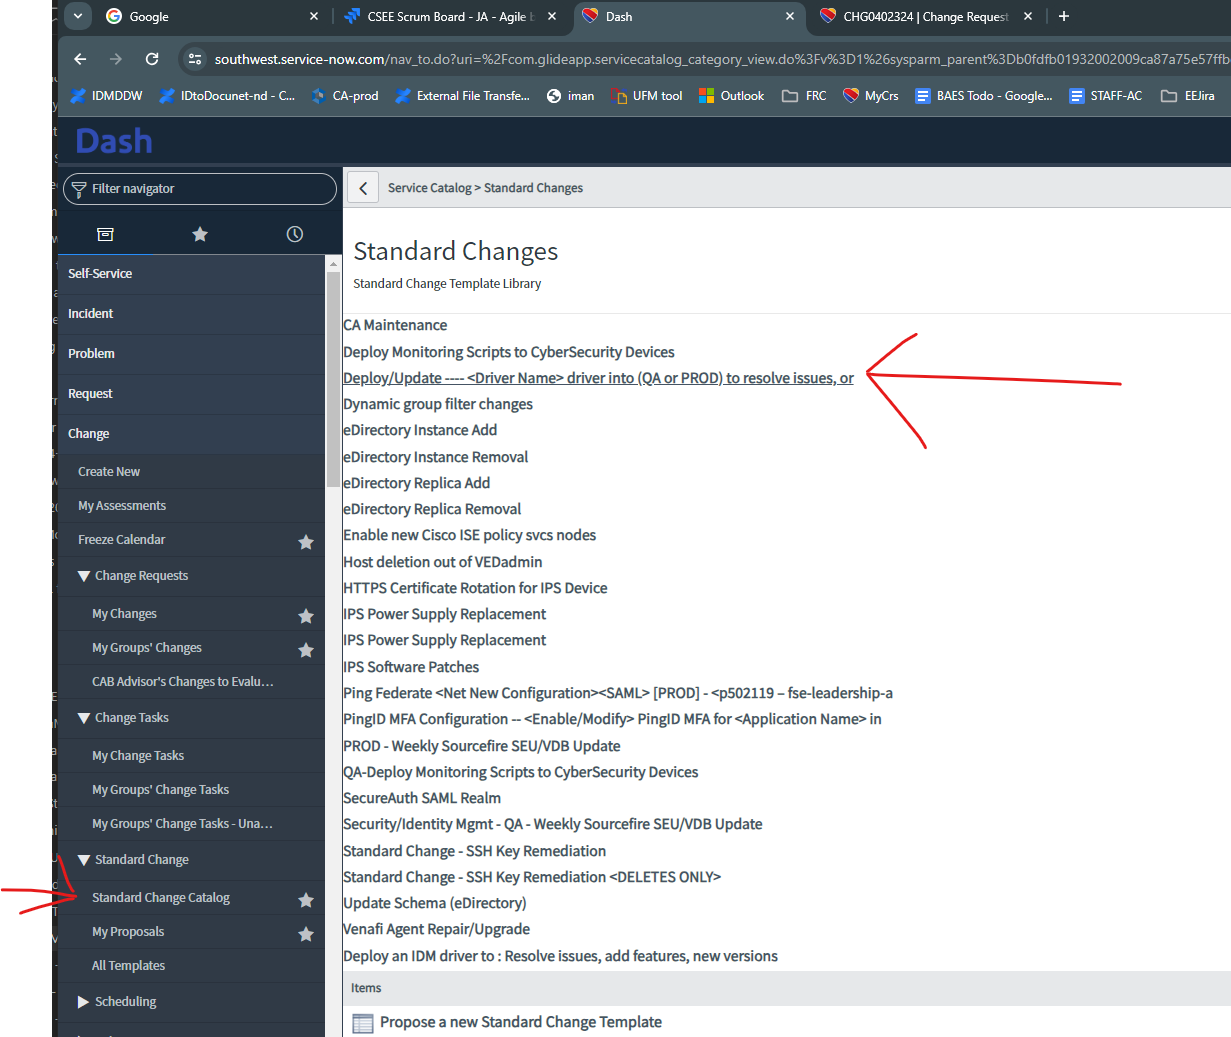 Google
CSEE Scrum Board - JA - Agile b
Dash
CHG0402324 | Change Request
southwest.service-now.com/nav_to.do?uri=%2Fcom.glideapp.servicecatalog_category_view.do%3Fv%3D1%26sysparm_parent%3Db0fdfb01932002009ca87a75e57ffb
IDMDDW
IDtoDocunet-nd - C...
CA-prod
External File Transfe...
iman
UFM tool
Outlook
FRC
MyCrs
BAES Todo - Google...
STAFF-AC
EEJira
Dash
Filter navigator
Self-Service
Incident
Problem
Request
Change
Create New
My Assessments
Freeze Calendar
Change Requests
My Changes
My Groups' Changes
CAB Advisor's Changes to Evalu...
Change Tasks
My Change Tasks
My Groups' Change Tasks
My Groups' Change Tasks - Una...
Standard Change
Standard Change Catalog
My Proposals
All Templates
Scheduling
Service Catalog > Standard Changes
Standard Changes
Standard Change Template Library
CA Maintenance
Deploy Monitoring Scripts to CyberSecurity Devices
Deploy/Update ---- <Driver Name> driver into (QA or PROD) to resolve issues, or
Dynamic group filter changes
eDirectory Instance Add
eDirectory Instance Removal
eDirectory Replica Add
eDirectory Replica Removal
Enable new Cisco ISE policy svcs nodes
Host deletion out of VEDadmin
HTTPS Certificate Rotation for IPS Device
IPS Power Supply Replacement
IPS Power Supply Replacement
IPS Software Patches
Ping Federate <Net New Configuration><SAML> [PROD] - <p502119 – fse-leadership-a
PingID MFA Configuration -- <Enable/Modify> PingID MFA for <Application Name> in
PROD - Weekly Sourcefire SEU/VDB Update
QA-Deploy Monitoring Scripts to CyberSecurity Devices
SecureAuth SAML Realm
Security/Identity Mgmt - QA - Weekly Sourcefire SEU/VDB Update
Standard Change - SSH Key Remediation
Standard Change - SSH Key Remediation <DELETES ONLY>
Update Schema (eDirectory)
Venafi Agent Repair/Upgrade
Deploy an IDM driver to : Resolve issues, add features, new versions
Items
Propose a new Standard Change Template